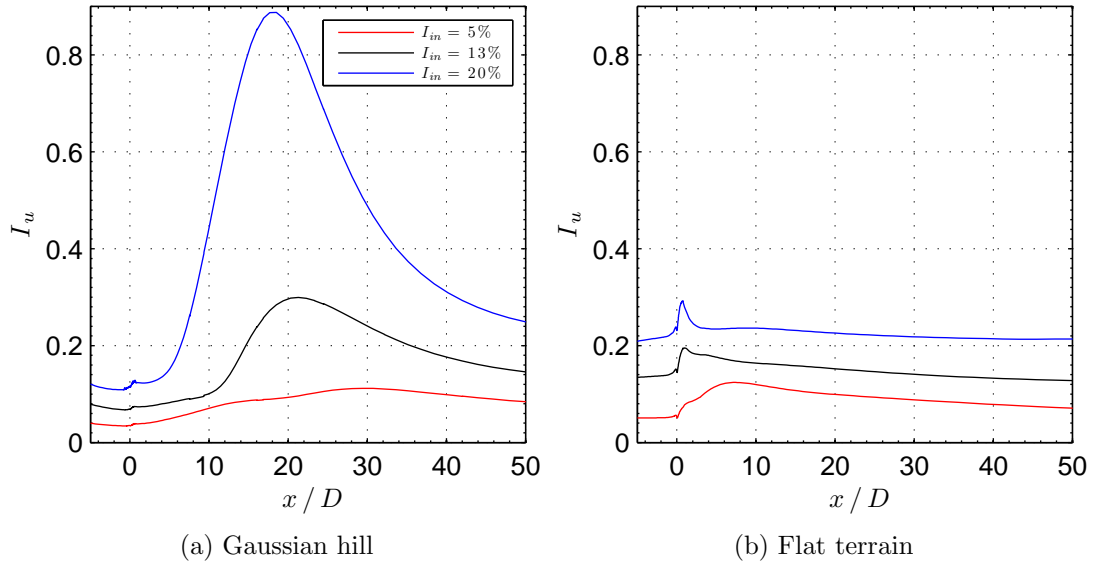 0.8
0.6
0.4
0.2
0
I_u
I_in = 5%
I_in = 13%
I_in = 20%
0 10 20 30 40 50
x / D
(a) Gaussian hill
0.8
0.6
0.4
0.2
0
I_u
0 10 20 30 40 50
x / D
(b) Flat terrain